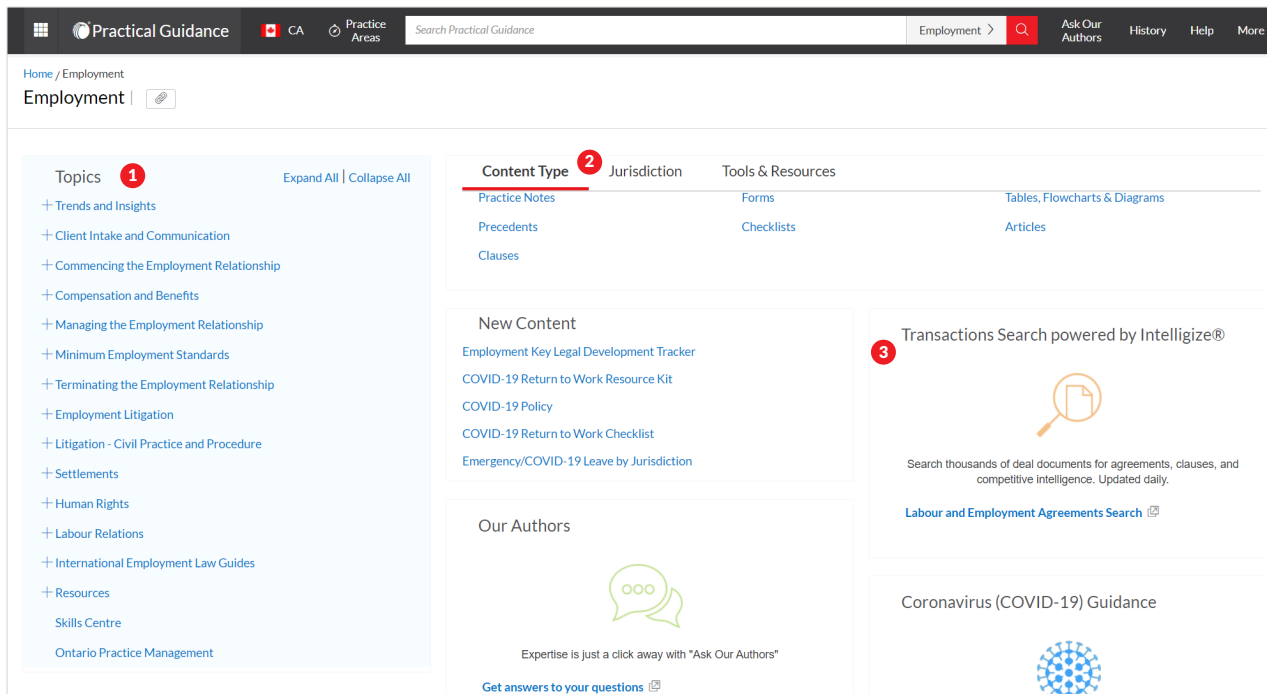 Practical Guidance
CA
Practice
Areas
Search Practical Guidance
Employment
Ask Our
Authors
History
Help
More
Home / Employment
Employment
Topics
1
Expand All | Collapse All
Trends and Insights
Client Intake and Communication
Commencing the Employment Relationship
Compensation and Benefits
Managing the Employment Relationship
Minimum Employment Standards
Terminating the Employment Relationship
Employment Litigation
Litigation - Civil Practice and Procedure
Settlements
Human Rights
Labour Relations
International Employment Law Guides
Resources
Skills Centre
Ontario Practice Management
Content Type
2
Jurisdiction
Tools & Resources
Practice Notes
Forms
Tables, Flowcharts & Diagrams
Precedents
Checklists
Articles
Clauses
New Content
Employment Key Legal Development Tracker
COVID-19 Return to Work Resource Kit
COVID-19 Policy
COVID-19 Return to Work Checklist
Emergency/COVID-19 Leave by Jurisdiction
Our Authors
Expertise is just a click away with "Ask Our Authors"
Get answers to your questions
3
Transactions Search powered by Intelligize®
Search thousands of deal documents for agreements, clauses, and
competitive intelligence. Updated daily.
Labour and Employment Agreements Search
Coronavirus (COVID-19) Guidance